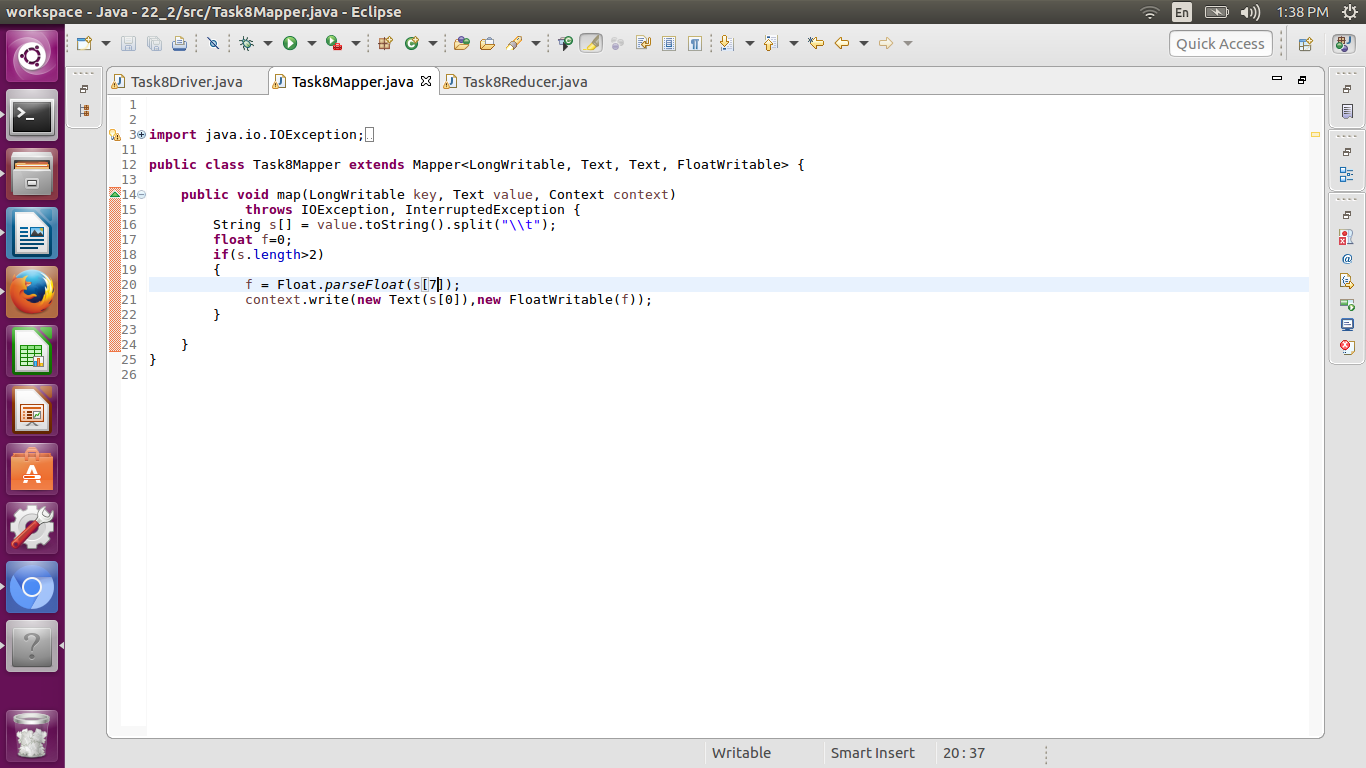 workspace - Java - 22_2/src/Task8Mapper.java - Eclipse
En
1:38 PM
Quick Access
Task8Driver.java
Task8Mapper.java
Task8Reducer.java
1
2
3 import java.io.IOException;
11
12 public class Task8Mapper extends Mapper<LongWritable, Text, Text, FloatWritable> {
13
14 public void map(LongWritable key, Text value, Context context)
15 throws IOException, InterruptedException {
16 String s[] = value.toString().split("\\t");
17 float f=0;
18 if(s.length>2)
19 {
20 f = Float.parseFloat(s[7]);
21 context.write(new Text(s[0]),new FloatWritable(f));
22 }
23
24 }
25 }
26
Writable
Smart Insert
20 : 37